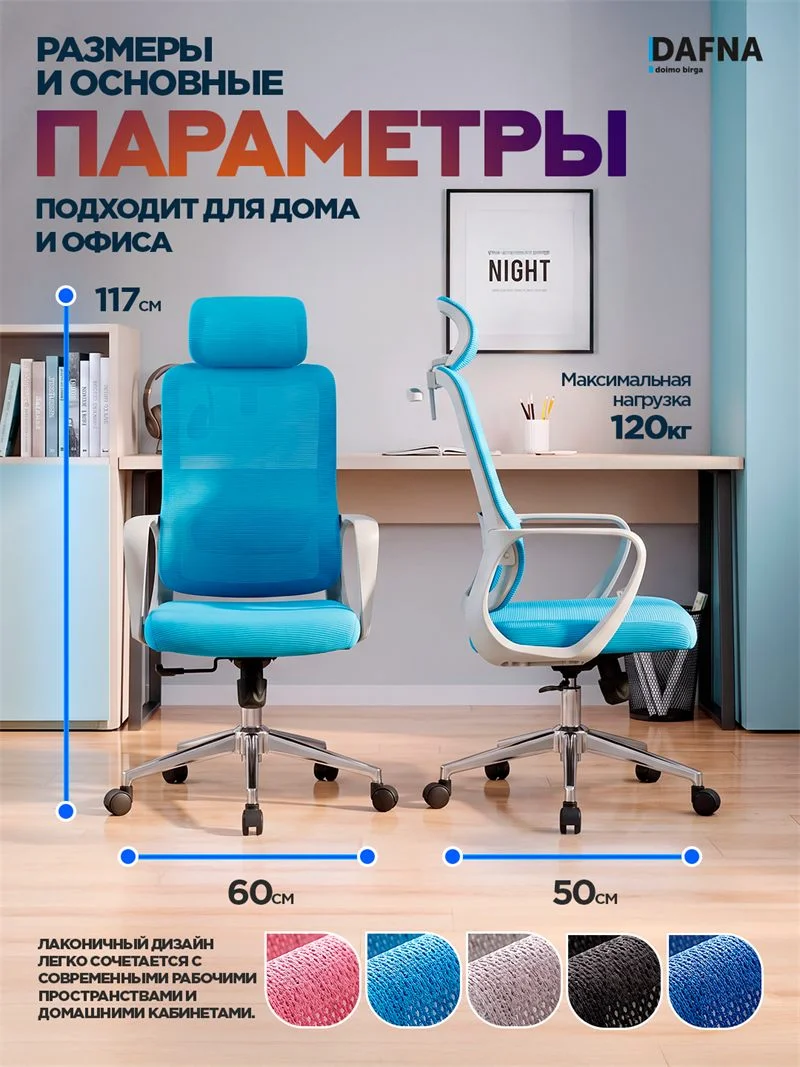 РАЗМЕРЫ
И ОСНОВНЫЕ
ПАРАМЕТРЫ
ПОДХОДИТ ДЛЯ ДОМА
И ОФИСА
DAFNA
doimo birga
117см
NIGHT
Максимальная
нагрузка
120кг
60см
50см
ЛАКОНИЧНЫЙ ДИЗАЙН
ЛЕГКО СОЧЕТАЕТСЯ С
СОВРЕМЕННЫМИ РАБОЧИМИ
ПРОСТРАНСТВАМИ И
ДОМАШНИМИ КАБИНЕТАМИ.